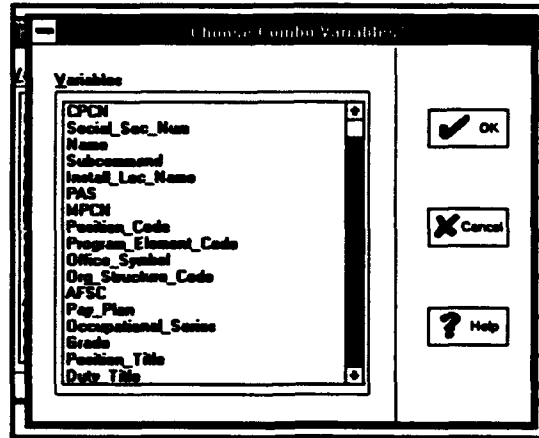 Choose Combo Variables?
Variables
CPCN
Social_Sec_Num
Name
Subcommand
Install_Loc_Name
PAS
MPCN
Position_Code
Program_Element_Code
Office_Symbol
Org_Structure_Code
AFSC
Pay_Plan
Occupational_Series
Grade
Position_Title
Duty_Title
OK
Cancel
Help